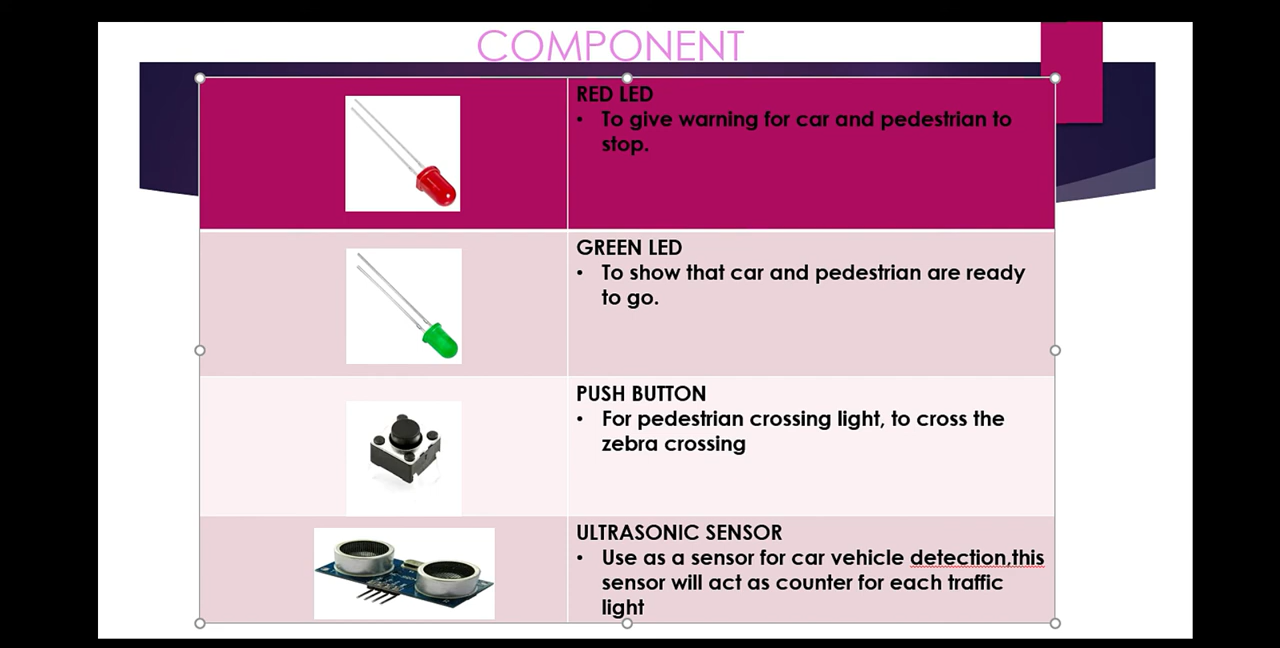 COMPONENT
RED LED
• To give warning for car and pedestrian to
stop.
GREEN LED
• To show that car and pedestrian are ready
to go.
PUSH BUTTON
• For pedestrian crossing light, to cross the
zebra crossing
ULTRASONIC SENSOR
• Use as a sensor for car vehicle detection,this
sensor will act as counter for each traffic
light